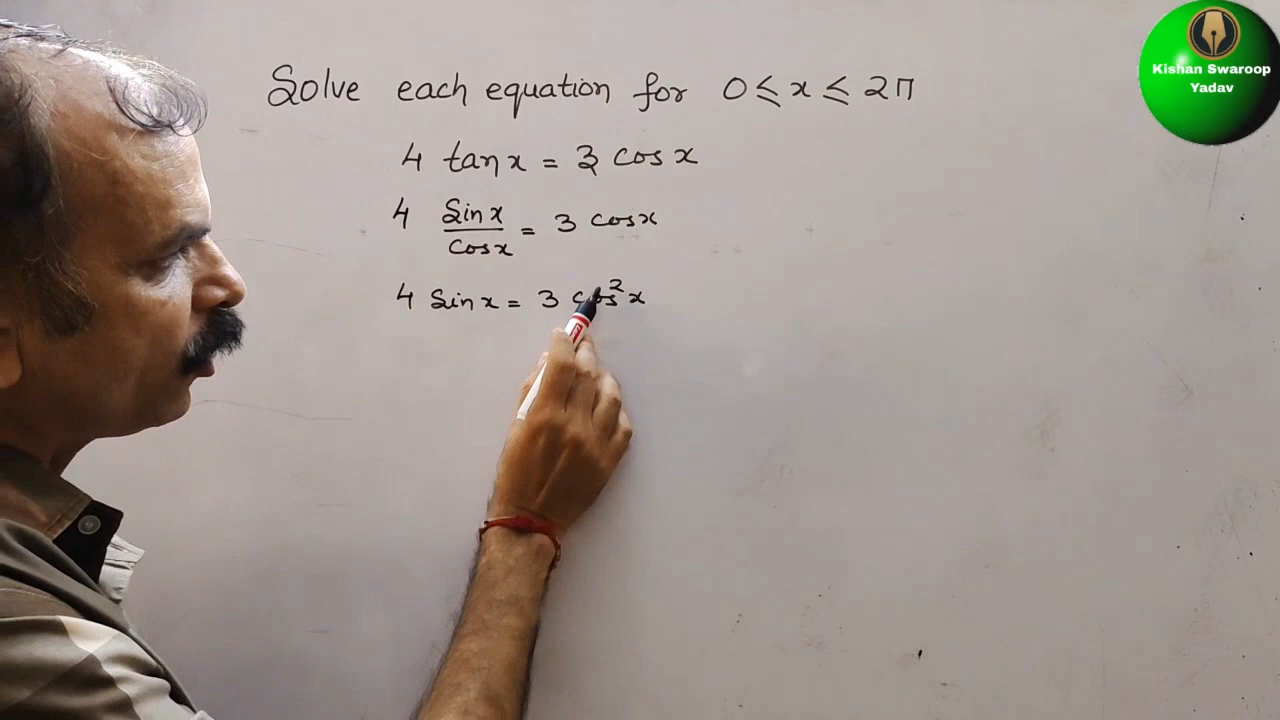 Solve each equation for 0 ≤ x ≤ 2π
4 tan x = 3 cos x
4 Sin x / cos x = 3 cos x
4 Sin x = 3 cos² x
Kishan Swaroop
Yadav